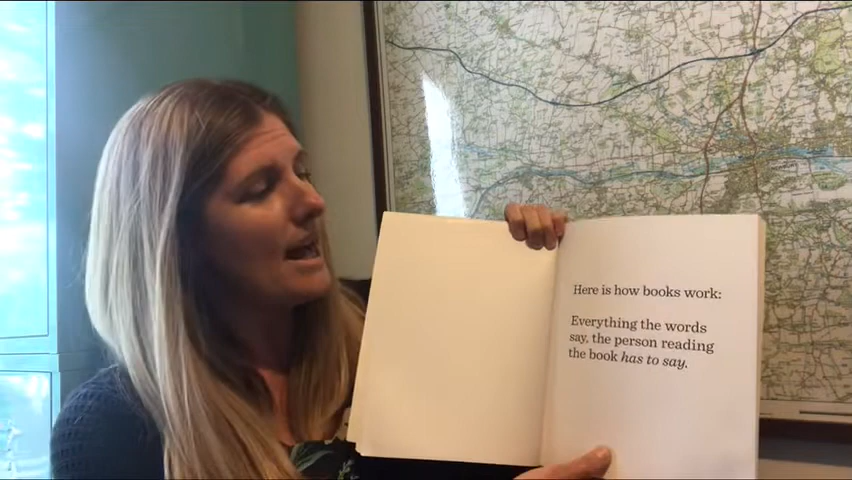 Here is how books work:
Everything the words
say, the person reading
the book has to say.